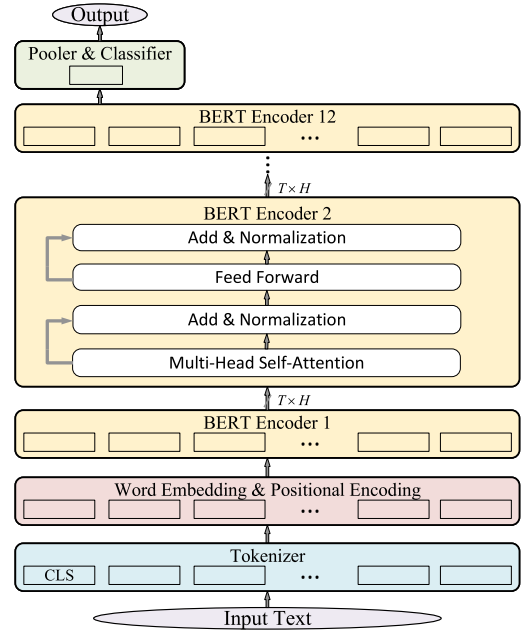 Output
Pooler & Classifier
BERT Encoder 12
...
T × H
BERT Encoder 2
Add & Normalization
Feed Forward
Add & Normalization
Multi-Head Self-Attention
T × H
BERT Encoder 1
...
Word Embedding & Positional Encoding
...
Tokenizer
CLS
...
Input Text